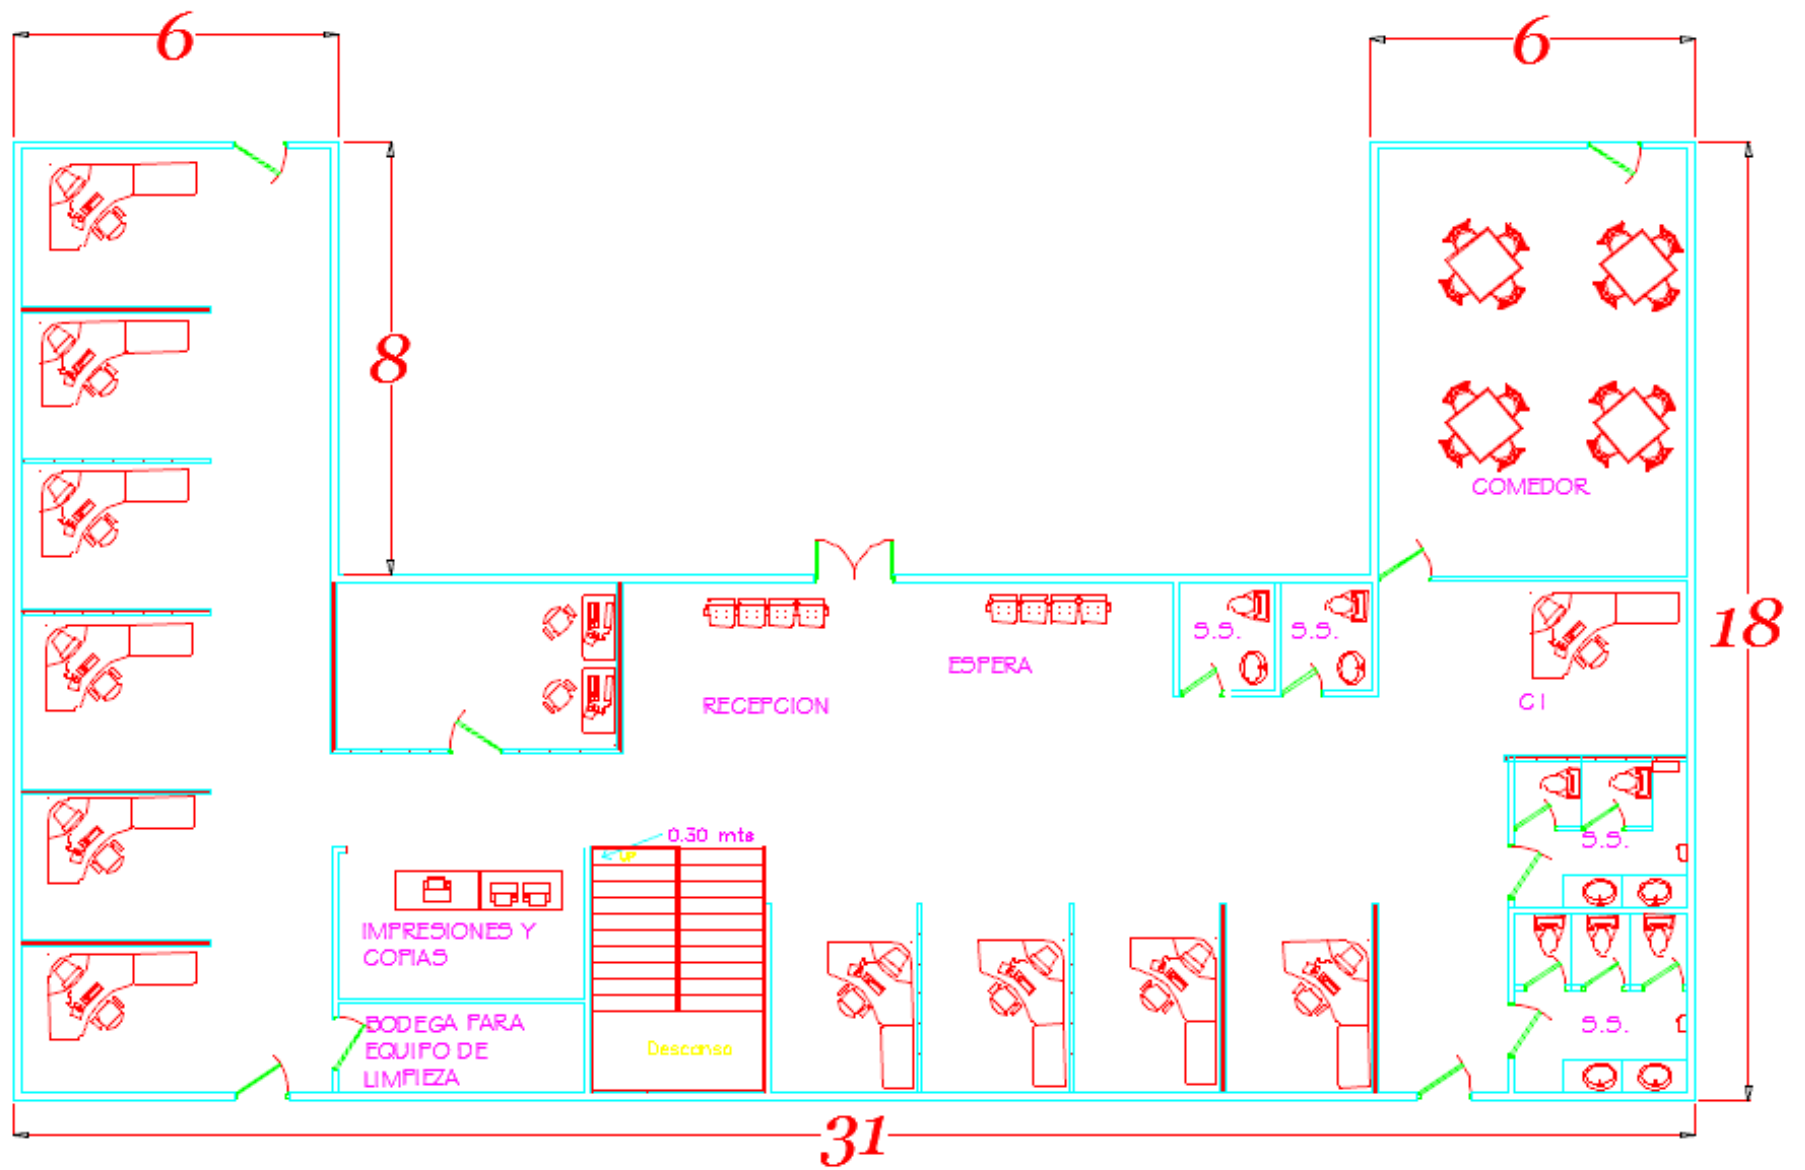 6
6
8
COMEDOR
S.S.
S.S.
18
ESPERA
RECEPCION
C I
0.30 mts
UP
S.S.
IMPRESIONES Y
COPIAS
BODEGA PARA
EQUIPO DE
LIMPIEZA
Descanso
S.S.
31